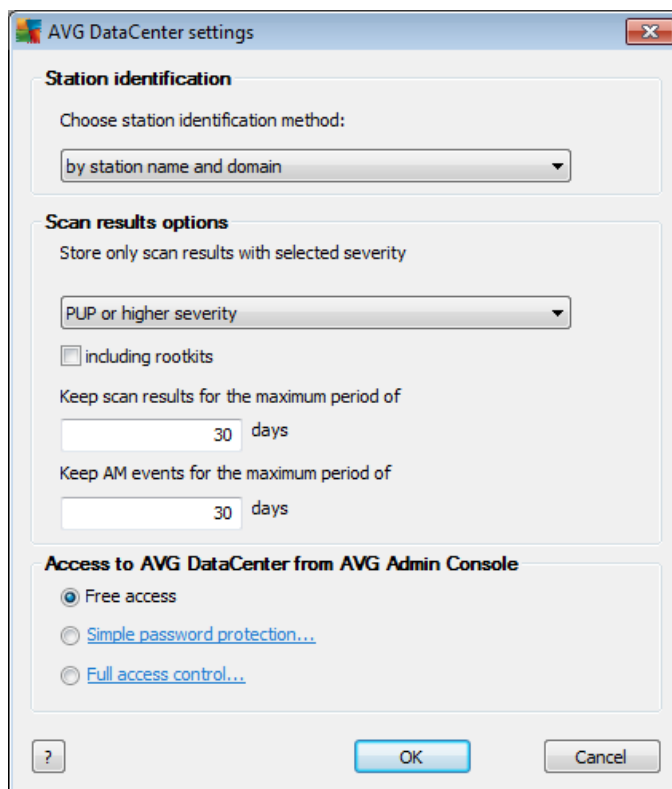 AVG DataCenter settings
Station identification
Choose station identification method:
by station name and domain
Scan results options
Store only scan results with selected severity
PUP or higher severity
including rootkits
Keep scan results for the maximum period of
30 days
Keep AM events for the maximum period of
30 days
Access to AVG DataCenter from AVG Admin Console
Free access
Simple password protection...
Full access control...
? OK Cancel